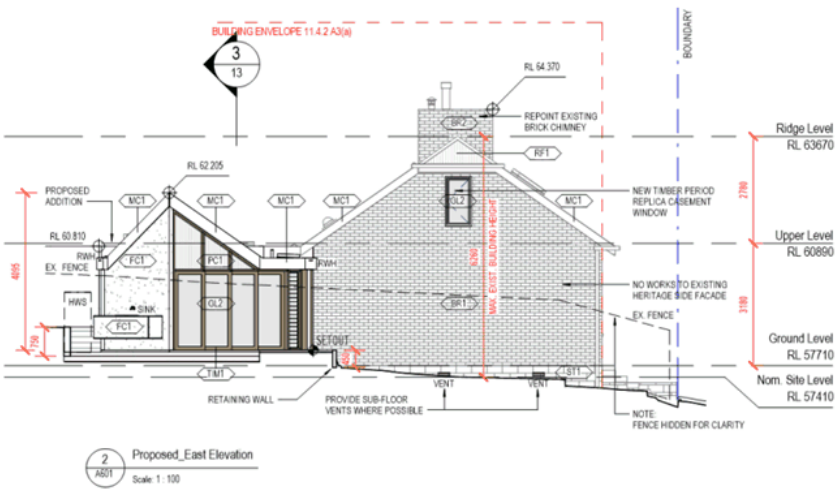 BUILDING ENVELOPE 11.4.2 A3(a)
BOUNDARY
3
13
RL 64.370
BR2
REPOINT EXISTING
BRICK CHIMNEY
Ridge Level
RL 63670
RF1
RL 62.205
PROPOSED
ADDITION
MC1
MC1
MC1
MC1
MC1
GL2
NEW TIMBER PERIOD
REPLICA CASEMENT
WINDOW
2780
RL 60.810
Upper Level
RL 60890
RWH
RWH
FC1
PC1
EX. FENCE
4095
6260
MAX. EXIST. BUILDING HEIGHT
NO WORKS TO EXISTING
HERITAGE SIDE FACADE
3180
HWS
SINK
GL2
BR1
EX. FENCE
FC1
750
SETOUT
450
Ground Level
RL 57710
TIM1
ST1
Nom. Site Level
RL 57410
VENT
VENT
RETAINING WALL
PROVIDE SUB-FLOOR
VENTS WHERE POSSIBLE
NOTE:
FENCE HIDDEN FOR CLARITY
2
A601
Proposed_East Elevation
Scale: 1 : 100